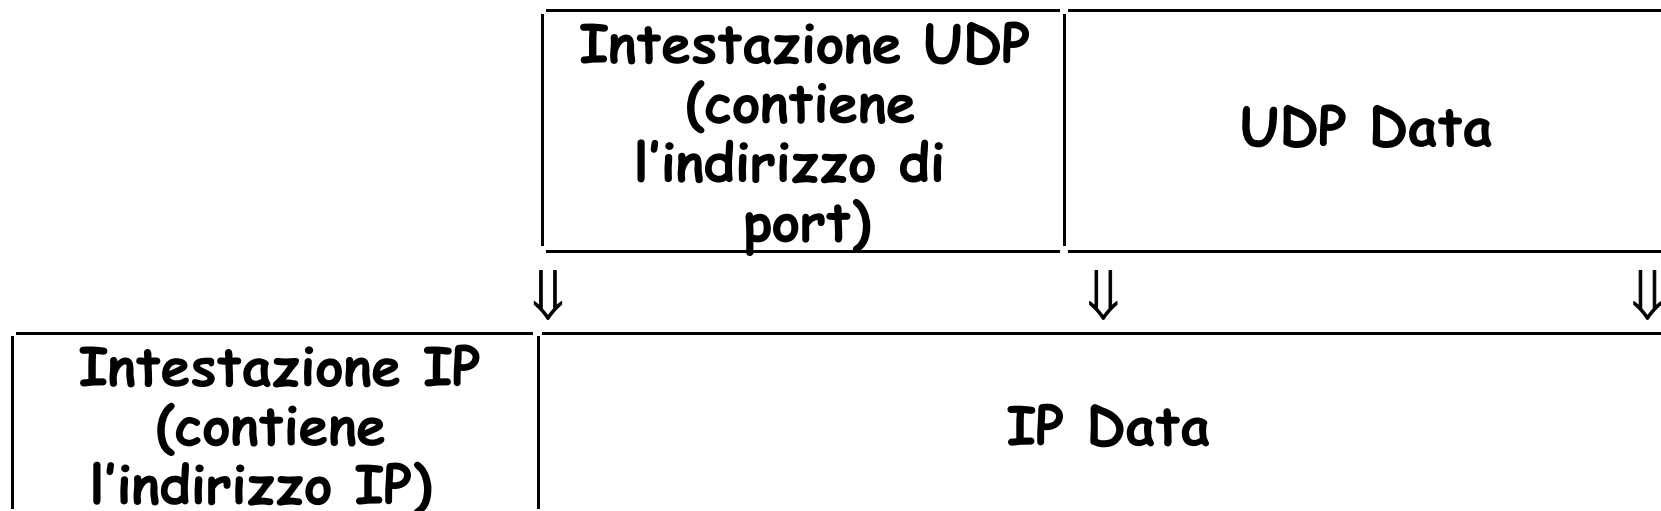 Intestazione UDP
(contiene
l'indirizzo di
port)
UDP Data
⇓ ⇓ ⇓
Intestazione IP
(contiene
l'indirizzo IP)
IP Data